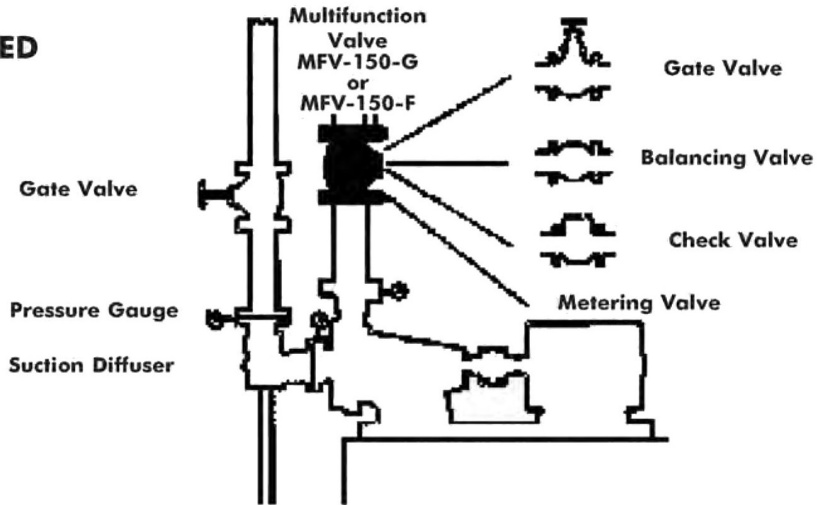 ED
Multifunction
Valve
MFV-150-G
or
MFV-150-F
Gate Valve
Balancing Valve
Gate Valve
Check Valve
Metering Valve
Pressure Gauge
Suction Diffuser